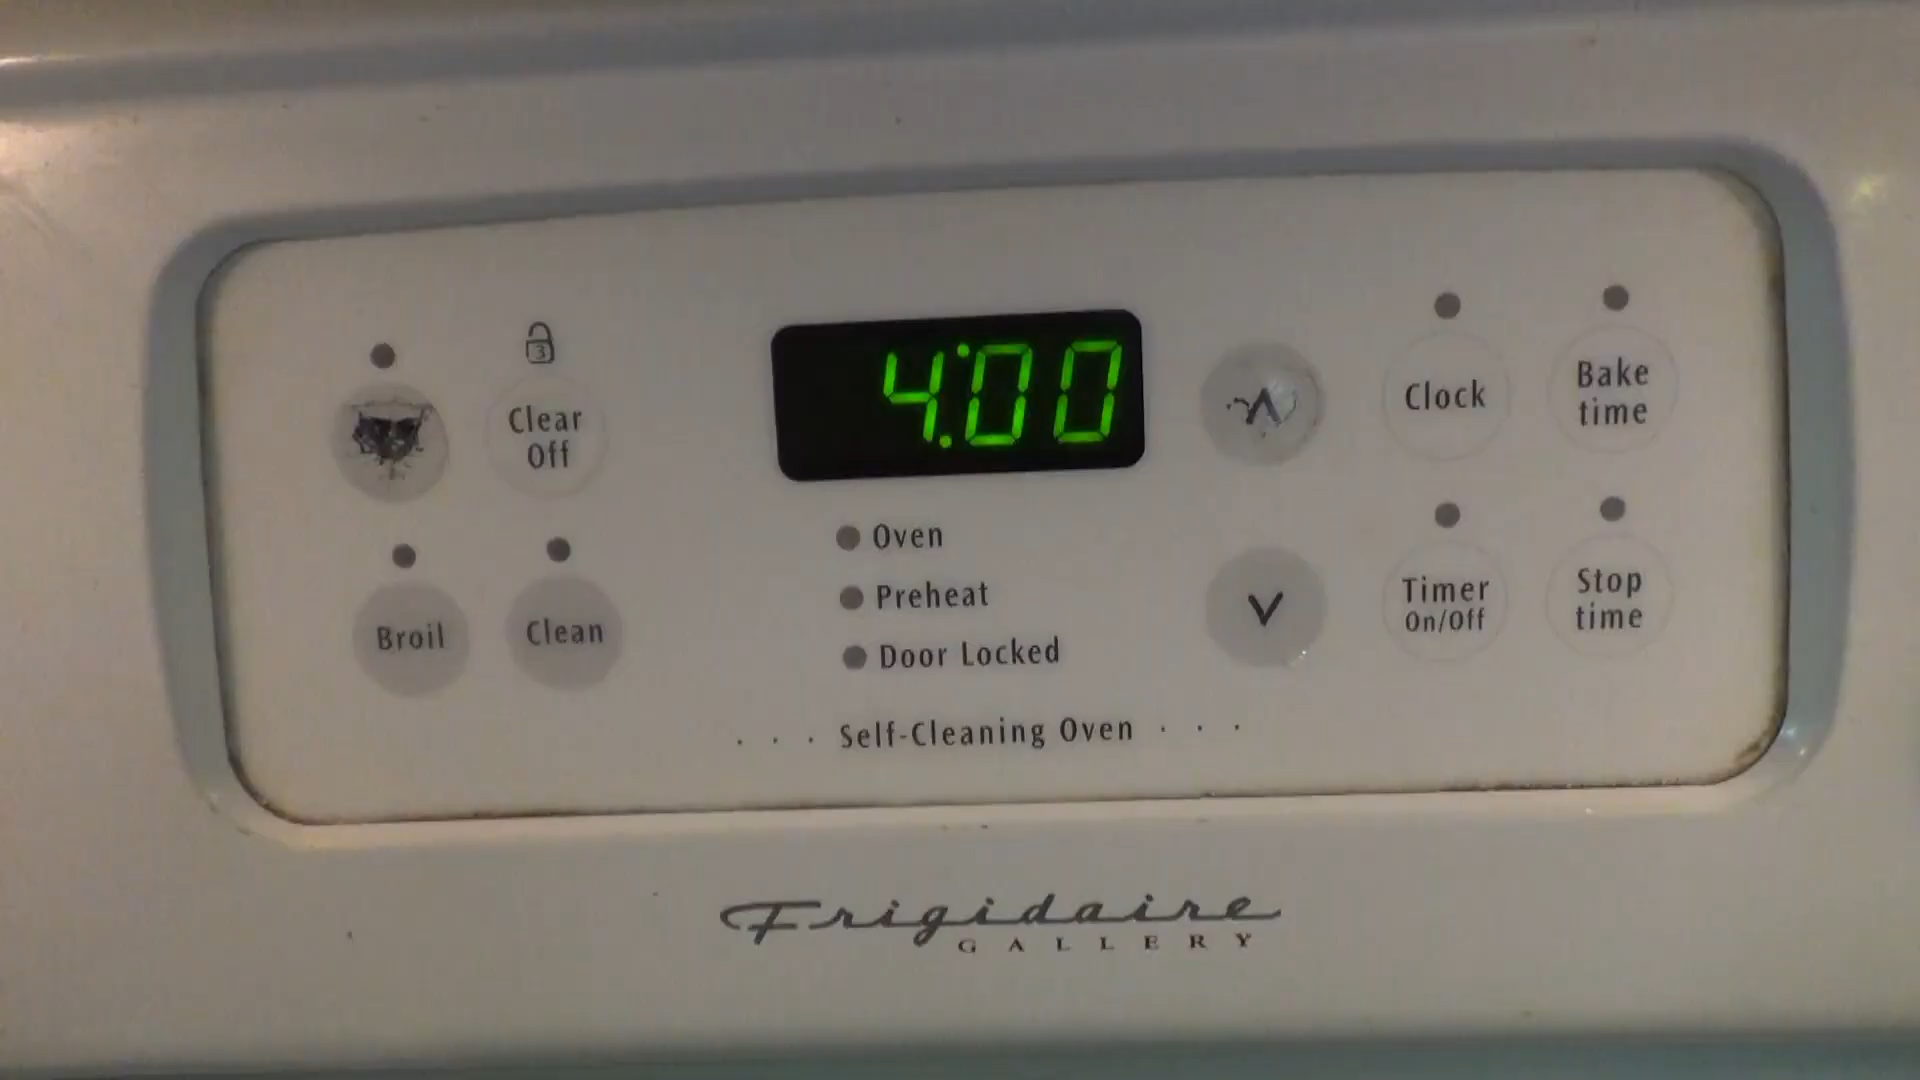 3
Clear
Off
4:00
Clock
Bake
time
Broil
Clean
Oven
Preheat
Door Locked
Timer
On/Off
Stop
time
· · · Self-Cleaning Oven · · ·
Frigidaire
GALLERY